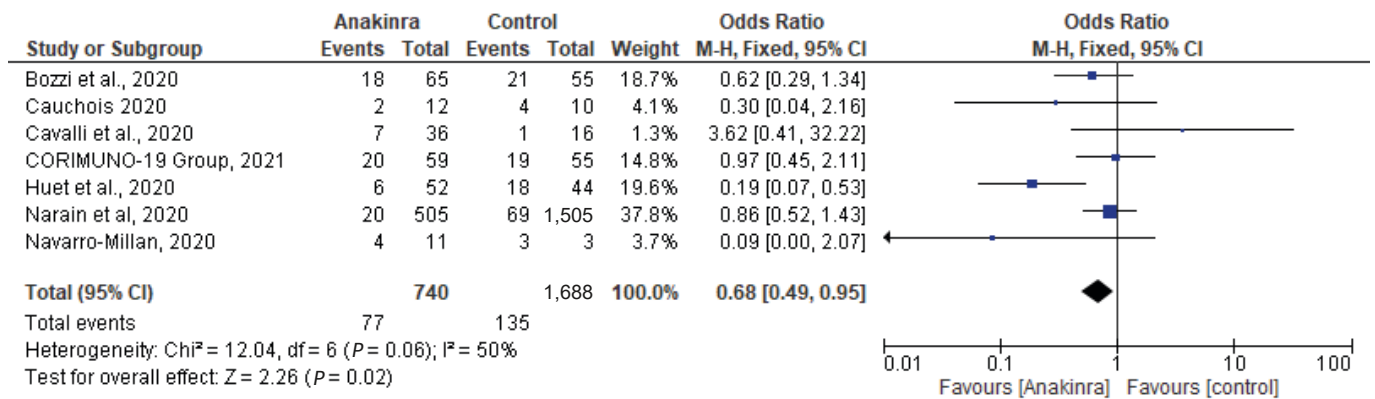 Anakinra Control Odds Ratio Odds Ratio
Study or Subgroup Events Total Events Total Weight M-H, Fixed, 95% CI M-H, Fixed, 95% CI
Bozzi et al., 2020 18 65 21 55 18.7% 0.62 [0.29, 1.34]
Cauchois 2020 2 12 4 10 4.1% 0.30 [0.04, 2.16]
Cavalli et al., 2020 7 36 1 16 1.3% 3.62 [0.41, 32.22]
CORIMUNO-19 Group, 2021 20 59 19 55 14.8% 0.97 [0.45, 2.11]
Huet et al., 2020 6 52 18 44 19.6% 0.19 [0.07, 0.53]
Narain et al, 2020 20 505 69 1,505 37.8% 0.86 [0.52, 1.43]
Navarro-Millan, 2020 4 11 3 3 3.7% 0.09 [0.00, 2.07]
Total (95% CI) 740 1,688 100.0% 0.68 [0.49, 0.95]
Total events 77 135
Heterogeneity: Chi² = 12.04, df = 6 (P = 0.06); I² = 50%
Test for overall effect: Z = 2.26 (P = 0.02)
0.01 0.1 1 10 100
Favours [Anakinra] Favours [control]